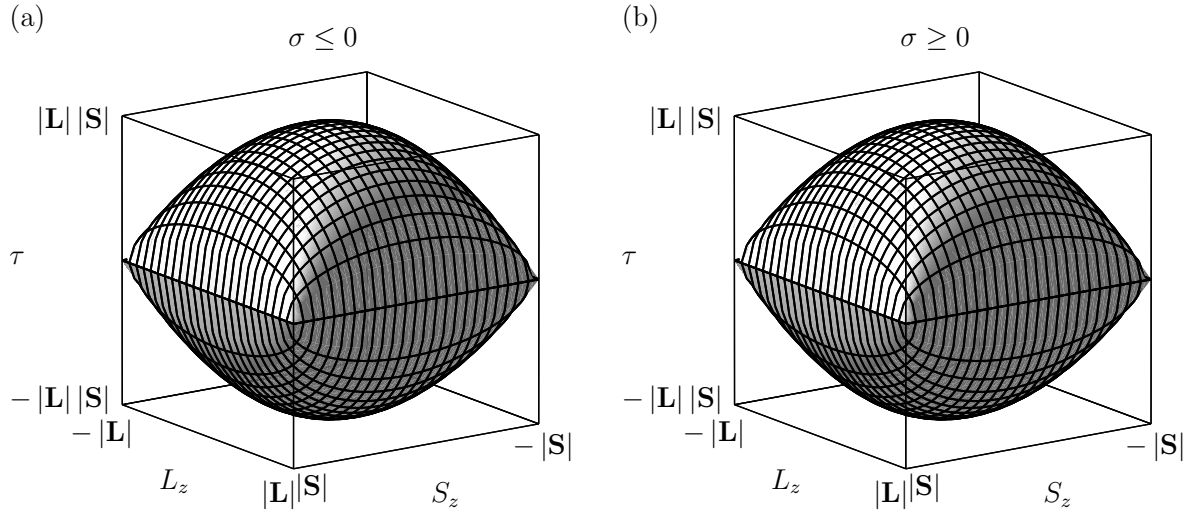 (a)
σ ≤ 0
|L| |S|
τ
− |L| |S|
− |L|
L_z
|L|
|S|
S_z
− |S|
(b)
σ ≥ 0
|L| |S|
τ
− |L| |S|
− |L|
L_z
|L|
|S|
S_z
− |S|